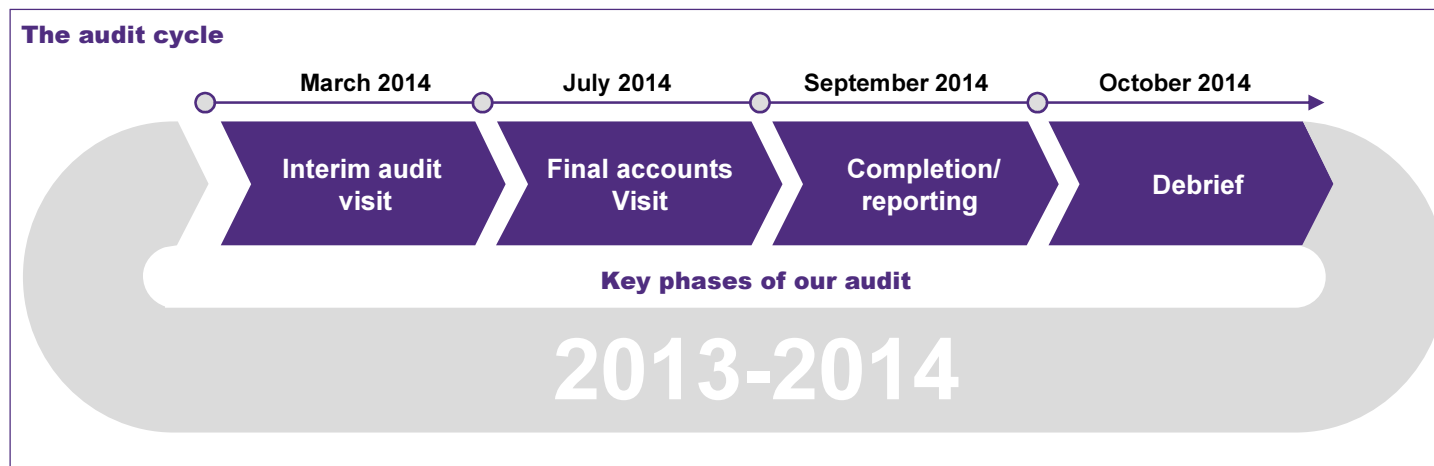 The audit cycle
March 2014 July 2014 September 2014 October 2014
Interim audit
visit
Final accounts
Visit
Completion/
reporting
Debrief
Key phases of our audit
2013-2014